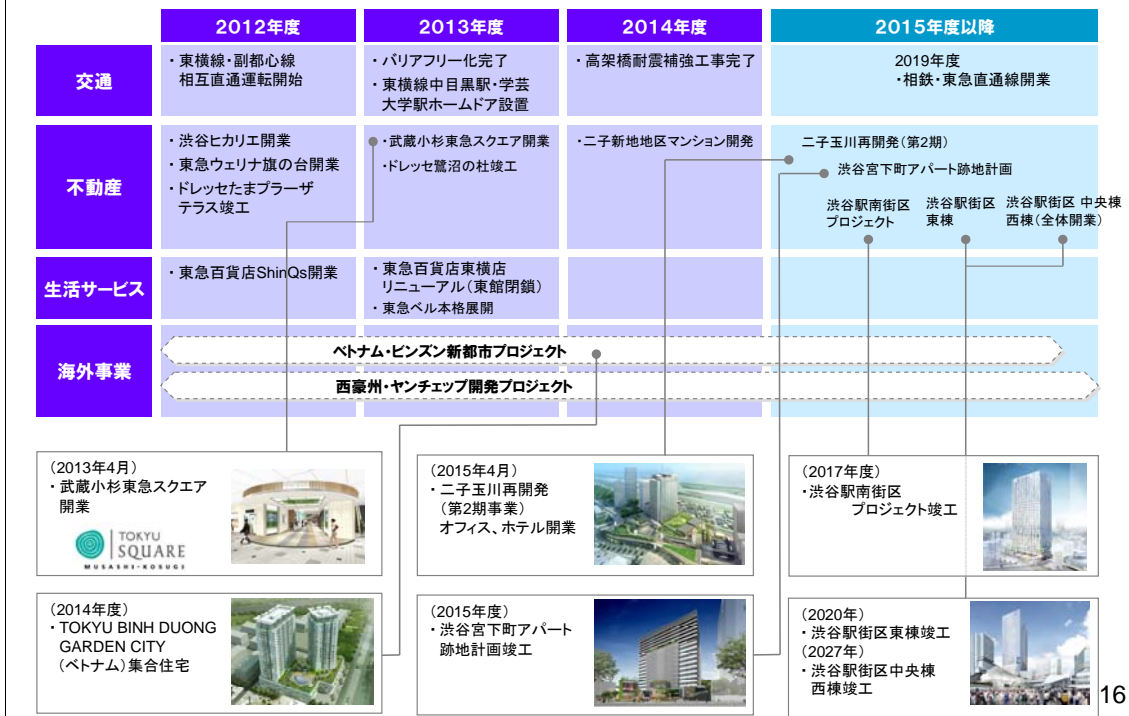 2012年度
2013年度
2014年度
2015年度以降
交通
・東横線・副都心線
相互直通運転開始
・バリアフリー化完了
・東横線中目黒駅・学芸
大学駅ホームドア設置
・高架橋耐震補強工事完了
2019年度
・相鉄・東急直通線開業
不動産
・渋谷ヒカリエ開業
・東急ウェリナ旗の台開業
・ドレッセたまプラーザ
テラス竣工
・武蔵小杉東急スクエア開業
・ドレッセ鷺沼の杜竣工
・二子新地地区マンション開発
二子玉川再開発(第2期)
渋谷宮下町アパート跡地計画
渋谷駅南街区
プロジェクト
渋谷駅街区
東棟
渋谷駅街区 中央棟
西棟(全体開業)
生活サービス
・東急百貨店ShinQs開業
・東急百貨店東横店
リニューアル(東館閉鎖)
・東急ベル本格展開
海外事業
ベトナム・ビンズン新都市プロジェクト
西豪州・ヤンチェップ開発プロジェクト
(2013年4月)
・武蔵小杉東急スクエア
開業
TOKYU
SQUARE
MUSASHI-KOSUGI
(2015年4月)
・二子玉川再開発
(第2期事業)
オフィス、ホテル開業
(2017年度)
・渋谷駅南街区
プロジェクト竣工
(2014年度)
・TOKYU BINH DUONG
GARDEN CITY
(ベトナム)集合住宅
(2015年度)
・渋谷宮下町アパート
跡地計画竣工
(2020年)
・渋谷駅街区東棟竣工
(2027年)
・渋谷駅街区中央棟
西棟竣工
16